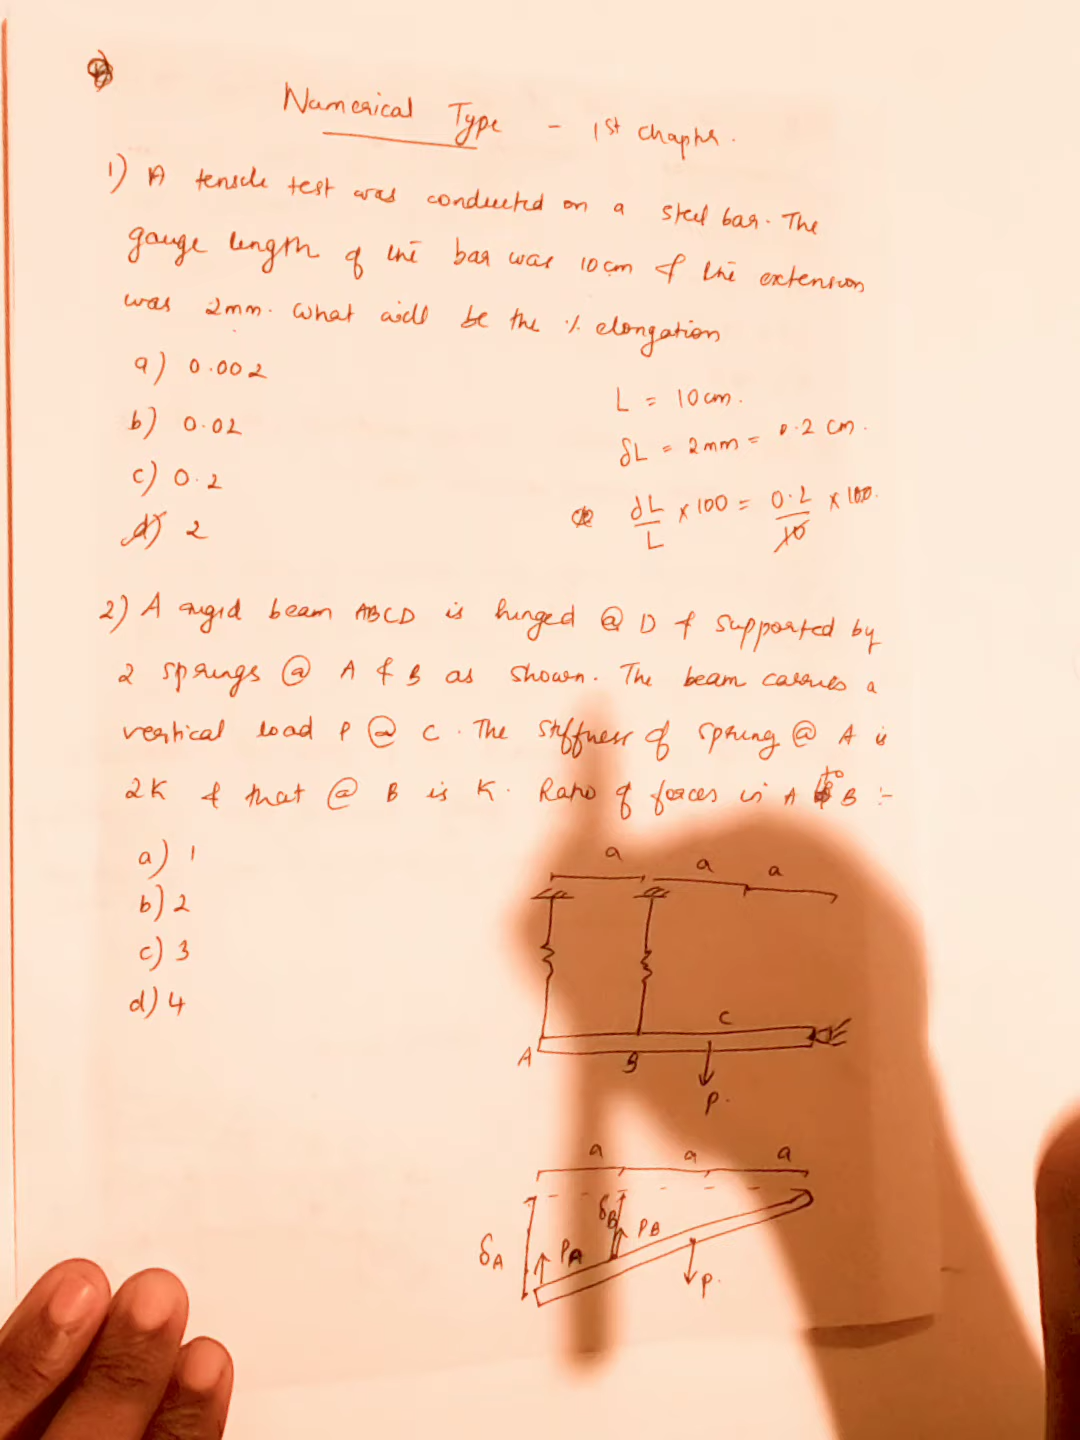 Numerical Type - 1st Chapter.
1) A tensile test was conducted on a steel bar. The
gauge length of the bar was 10cm & the extension
was 2mm. What will be the % elongation
a) 0.002
b) 0.02
c) 0.2
d) 2
L = 10cm.
δL = 2mm = 0.2 cm.
dL/L × 100 = 0.2/10 × 100.
2) A rigid beam ABCD is hinged @ D & supported by
2 springs @ A & B as shown. The beam carries a
vertical load P @ C. The stiffness of spring @ A is
2K & that @ B is K. Ratio of forces in A to B :-
a) 1
b) 2
c) 3
d) 4
a a a
A B C
P.
a a a
δA PA δB PB
P.